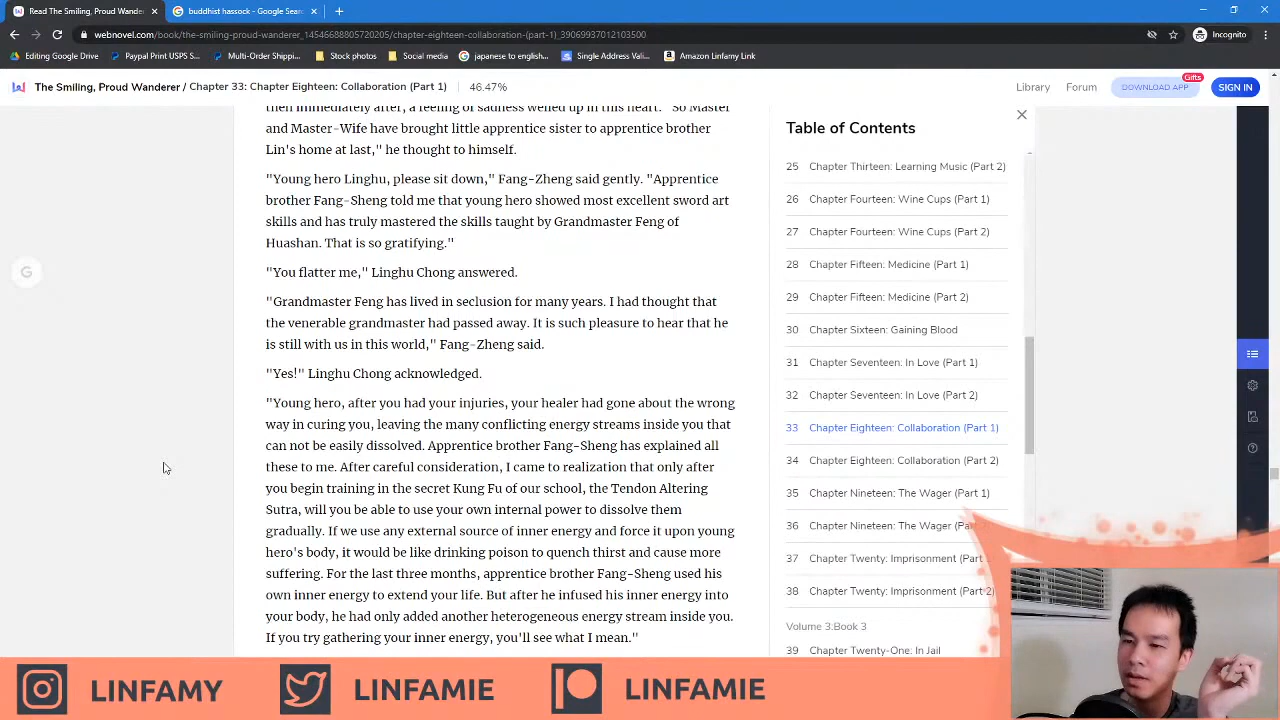 Read The Smiling, Proud Wande
buddhist hassock - Google Sear
webnovel.com/book/the-smiling-proud-wanderer_14546688805720205/chapter-eighteen-collaboration-(part-1)_39069937012103500
Incognito
Editing Google Drive
Paypal Print USPS S...
Multi-Order Shippi...
Stock photos
Social media
japanese to english...
Single Address Vali...
Amazon Linfamy Link
The Smiling, Proud Wanderer / Chapter 33: Chapter Eighteen: Collaboration (Part 1)
46.47%
Library
Forum
DOWNLOAD APP
Gifts
SIGN IN
then immediately after, a feeling of sadness welled up in this heart. "So Master
and Master-Wife have brought little apprentice sister to apprentice brother
Lin's home at last," he thought to himself.
"Young hero Linghu, please sit down," Fang-Zheng said gently. "Apprentice
brother Fang-Sheng told me that young hero showed most excellent sword art
skills and has truly mastered the skills taught by Grandmaster Feng of
Huashan. That is so gratifying."
"You flatter me," Linghu Chong answered.
"Grandmaster Feng has lived in seclusion for many years. I had thought that
the venerable grandmaster had passed away. It is such pleasure to hear that he
is still with us in this world," Fang-Zheng said.
"Yes!" Linghu Chong acknowledged.
"Young hero, after you had your injuries, your healer had gone about the wrong
way in curing you, leaving the many conflicting energy streams inside you that
can not be easily dissolved. Apprentice brother Fang-Sheng has explained all
these to me. After careful consideration, I came to realization that only after
you begin training in the secret Kung Fu of our school, the Tendon Altering
Sutra, will you be able to use your own internal power to dissolve them
gradually. If we use any external source of inner energy and force it upon young
hero's body, it would be like drinking poison to quench thirst and cause more
suffering. For the last three months, apprentice brother Fang-Sheng used his
own inner energy to extend your life. But after he infused his inner energy into
your body, he had only added another heterogeneous energy stream inside you.
If you try gathering your inner energy, you'll see what I mean."
Table of Contents
25 Chapter Thirteen: Learning Music (Part 2)
26 Chapter Fourteen: Wine Cups (Part 1)
27 Chapter Fourteen: Wine Cups (Part 2)
28 Chapter Fifteen: Medicine (Part 1)
29 Chapter Fifteen: Medicine (Part 2)
30 Chapter Sixteen: Gaining Blood
31 Chapter Seventeen: In Love (Part 1)
32 Chapter Seventeen: In Love (Part 2)
33 Chapter Eighteen: Collaboration (Part 1)
34 Chapter Eighteen: Collaboration (Part 2)
35 Chapter Nineteen: The Wager (Part 1)
36 Chapter Nineteen: The Wager (Pa
37 Chapter Twenty: Imprisonment (Part
38 Chapter Twenty: Imprisonment (Part 2)
Volume 3:Book 3
39 Chapter Twenty-One: In Jail
LINFAMY
LINFAMIE
LINFAMIE